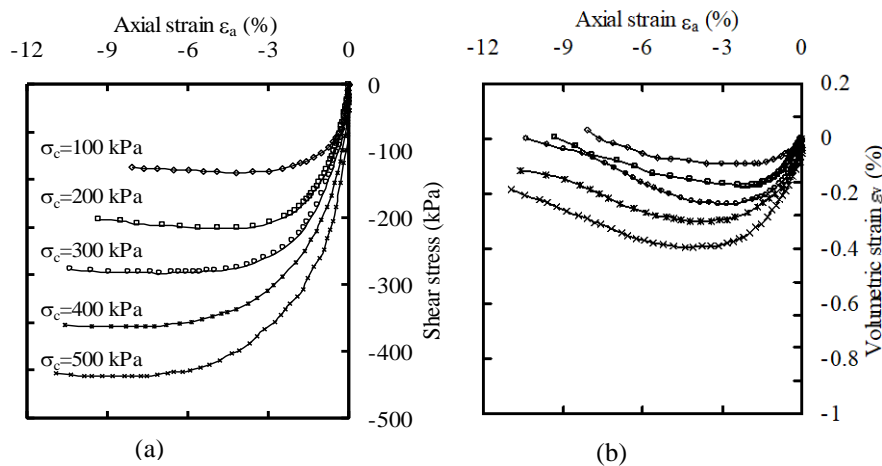 Axial strain εa (%)
-12 -9 -6 -3 0
0
-100
-200
-300
-400
-500
Shear stress (kPa)
σc=100 kPa
σc=200 kPa
σc=300 kPa
σc=400 kPa
σc=500 kPa
(a)
Axial strain εa (%)
-12 -9 -6 -3 0
0.2
0
-0.2
-0.4
-0.6
-0.8
-1
Volumetric strain εv (%)
(b)